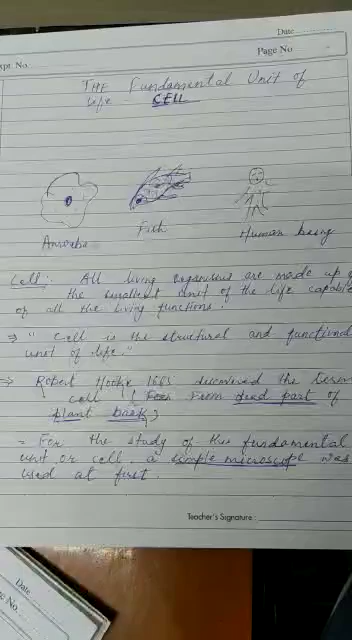 Date
Expt. No.
Page No
THE Fundamental Unit of
life CELL
Amoeba
Fish
Human being
Cell: All living organisms are made up o
the smallest unit of the life capable
of all the living functions.
⇒ "Cell is the structural and functional
unit of life."
⇒ Robert Hooke 1665 discovered the term
cell { From dead part of
plant bark }
= For the study of this fundamental
unit or cell, a simple microscope was
used at first.
Teacher's Signature :
Date
ge No.